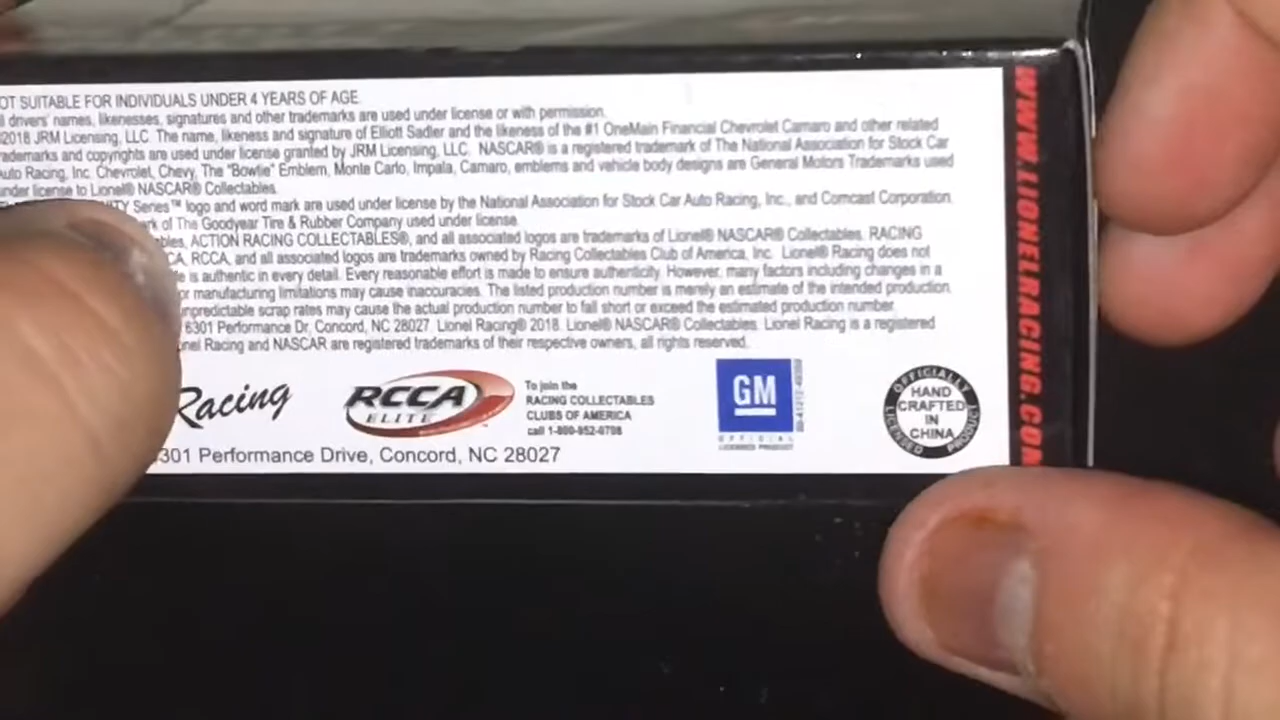 OT SUITABLE FOR INDIVIDUALS UNDER 4 YEARS OF AGE.
l drivers' names, likenesses, signatures and other trademarks are used under license or with permission.
2018 JRM Licensing, LLC. The name, likeness and signature of Elliott Sadler and the likeness of the #1 OneMain Financial Chevrolet Camaro and other related
ademarks and copyrights are used under license granted by JRM Licensing, LLC. NASCAR® is a registered trademark of The National Association for Stock Car
Auto Racing, Inc. Chevrolet, Chevy, The "Bowtie" Emblem, Monte Carlo, Impala, Camaro, emblems and vehicle body designs are General Motors Trademarks used
under license to Lionel® NASCAR® Collectables.
TY Series™ logo and word mark are used under license by the National Association for Stock Car Auto Racing, Inc., and Comcast Corporation.
rk of The Goodyear Tire & Rubber Company used under license.
bles, ACTION RACING COLLECTABLES®, and all associated logos are trademarks of Lionel® NASCAR® Collectables. RACING
CA, RCCA, and all associated logos are trademarks owned by Racing Collectables Club of America, Inc. Lionel® Racing does not
le is authentic in every detail. Every reasonable effort is made to ensure authenticity. However, many factors including changes in a
or manufacturing limitations may cause inaccuracies. The listed production number is merely an estimate of the intended production.
npredictable scrap rates may cause the actual production number to fall short or exceed the estimated production number.
6301 Performance Dr, Concord, NC 28027. Lionel Racing® 2018. Lionel® NASCAR® Collectables. Lionel Racing is a registered
nel Racing and NASCAR are registered trademarks of their respective owners, all rights reserved.
Racing
RCCA
ELITE
To join the
RACING COLLECTABLES
CLUBS OF AMERICA
call 1-800-952-0708
GM
OFFICIAL
LICENSED PRODUCT
OFFICIALLY LICENSED PRODUCT
HAND
CRAFTED
IN
CHINA
301 Performance Drive, Concord, NC 28027
WWW.LIONELRACING.COM